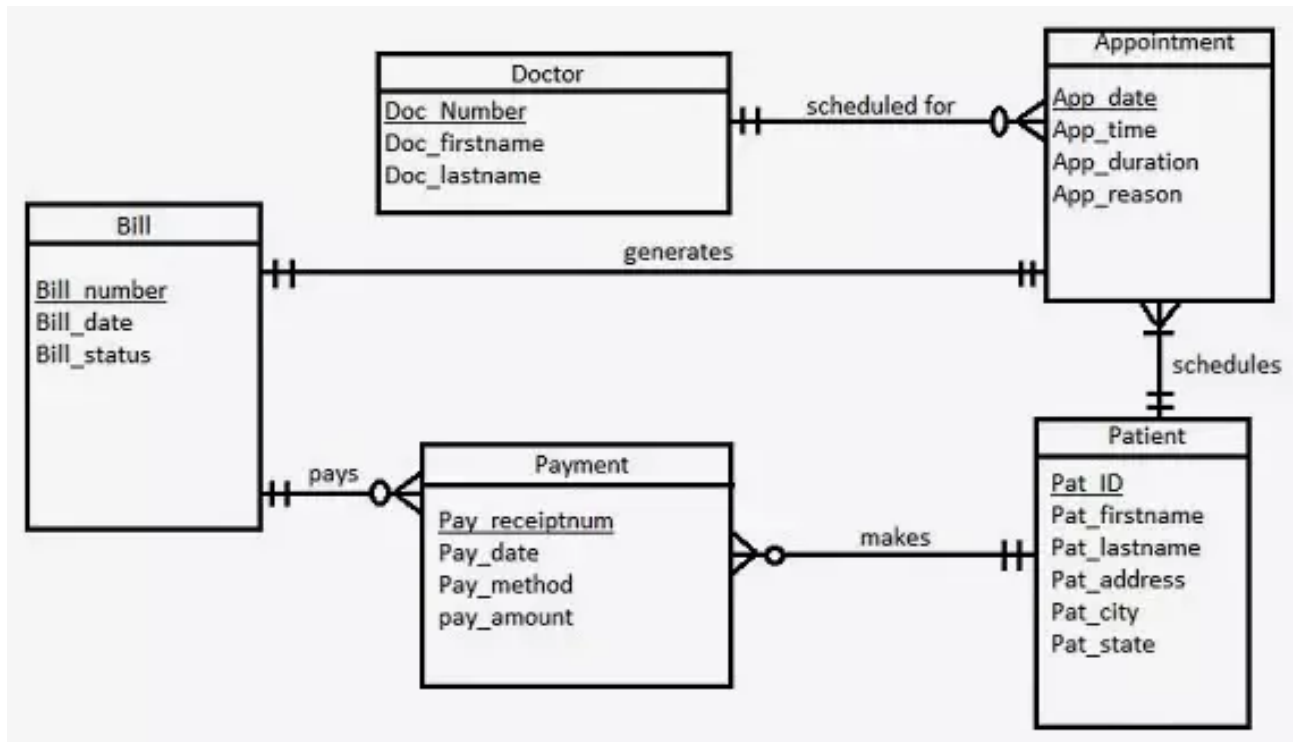 Doctor
Doc_Number
Doc_firstname
Doc_lastname
scheduled for
Appointment
App_date
App_time
App_duration
App_reason
Bill
Bill_number
Bill_date
Bill_status
generates
schedules
pays
Payment
Pay_receiptnum
Pay_date
Pay_method
pay_amount
makes
Patient
Pat_ID
Pat_firstname
Pat_lastname
Pat_address
Pat_city
Pat_state